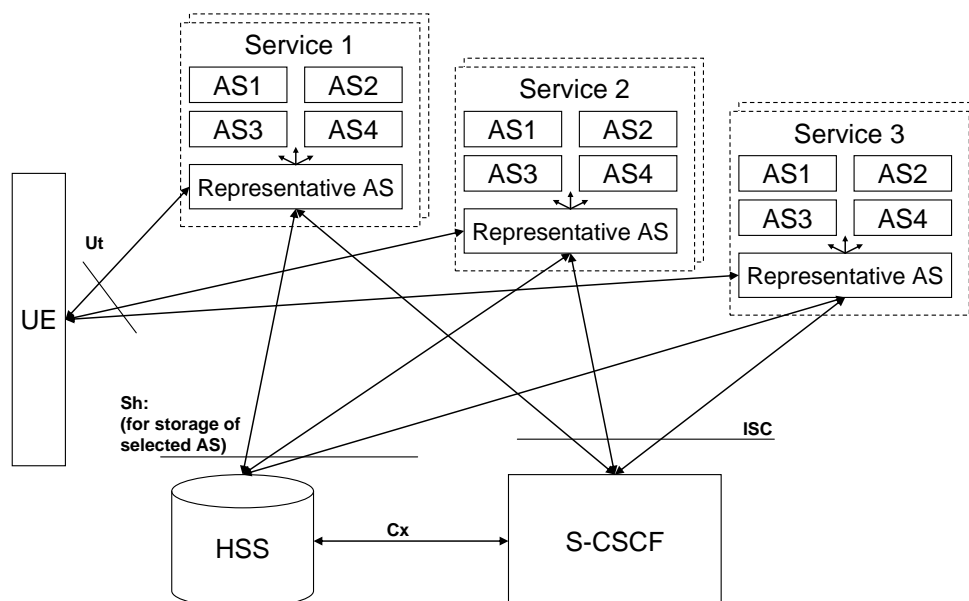 Service 1
AS1
AS2
AS3
AS4
Representative AS
Service 2
AS1
AS2
AS3
AS4
Representative AS
Service 3
AS1
AS2
AS3
AS4
Representative AS
Ut
UE
Sh:
(for storage of
selected AS)
ISC
HSS
Cx
S-CSCF